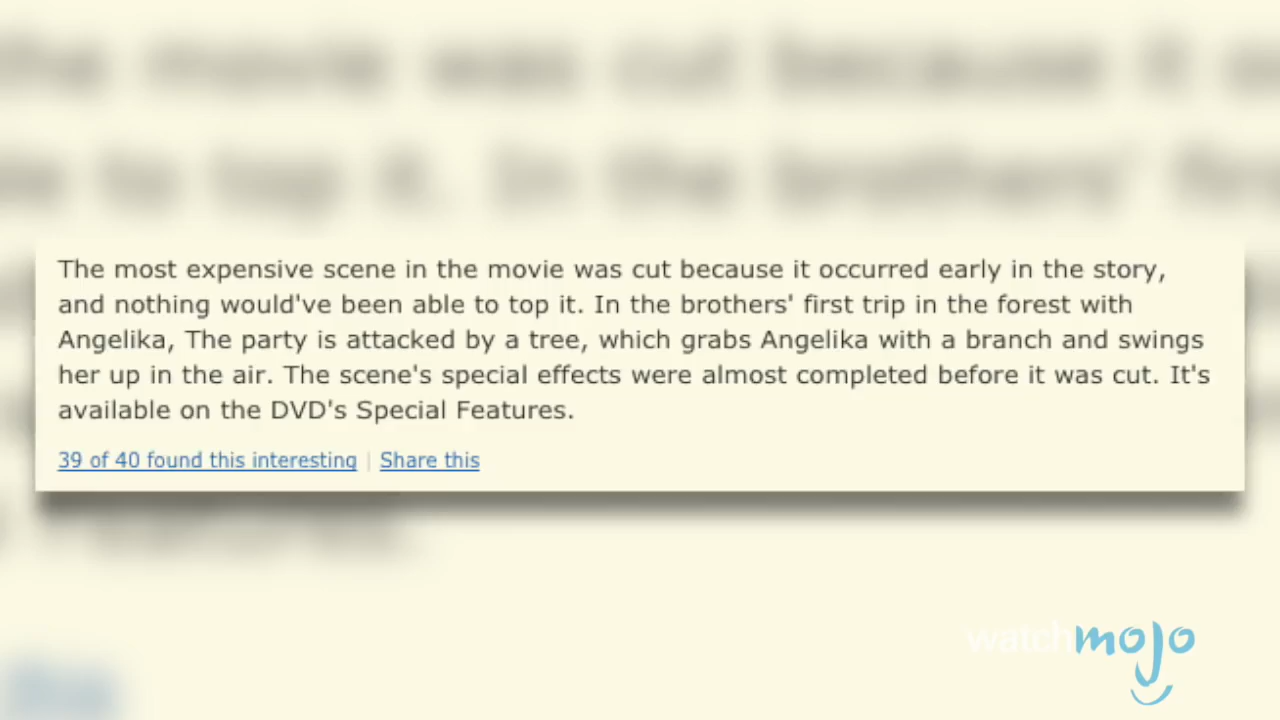 The most expensive scene in the movie was cut because it occurred early in the story,
and nothing would've been able to top it. In the brothers' first trip in the forest with
Angelika, The party is attacked by a tree, which grabs Angelika with a branch and swings
her up in the air. The scene's special effects were almost completed before it was cut. It's
available on the DVD's Special Features.
39 of 40 found this interesting | Share this
watchmojo